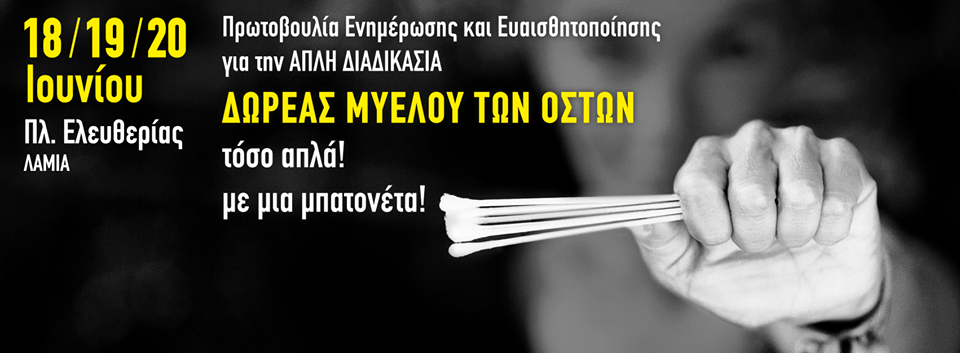 18/19/20
Ιουνίου
Πλ. Ελευθερίας
ΛΑΜΙΑ
Πρωτοβουλία Ενημέρωσης και Ευαισθητοποίησης
για την ΑΠΛΗ ΔΙΑΔΙΚΑΣΙΑ
ΔΩΡΕΑΣ ΜΥΕΛΟΥ ΤΩΝ ΟΣΤΩΝ
τόσο απλά!
με μια μπατονέτα!